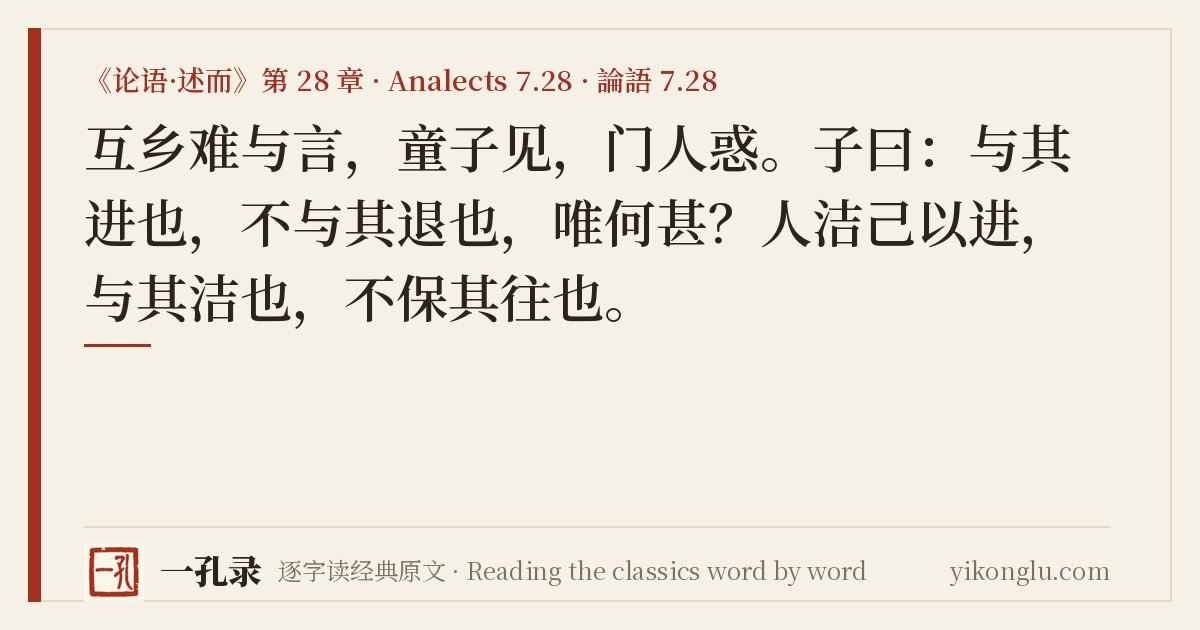 《论语·述而》第 28 章 · Analects 7.28 · 論語 7.28
互乡难与言，童子见，门人惑。子曰：与其
进也，不与其退也，唯何甚？人洁己以进，
与其洁也，不保其往也。
一孔 一孔录 逐字读经典原文 · Reading the classics word by word yikonglu.com